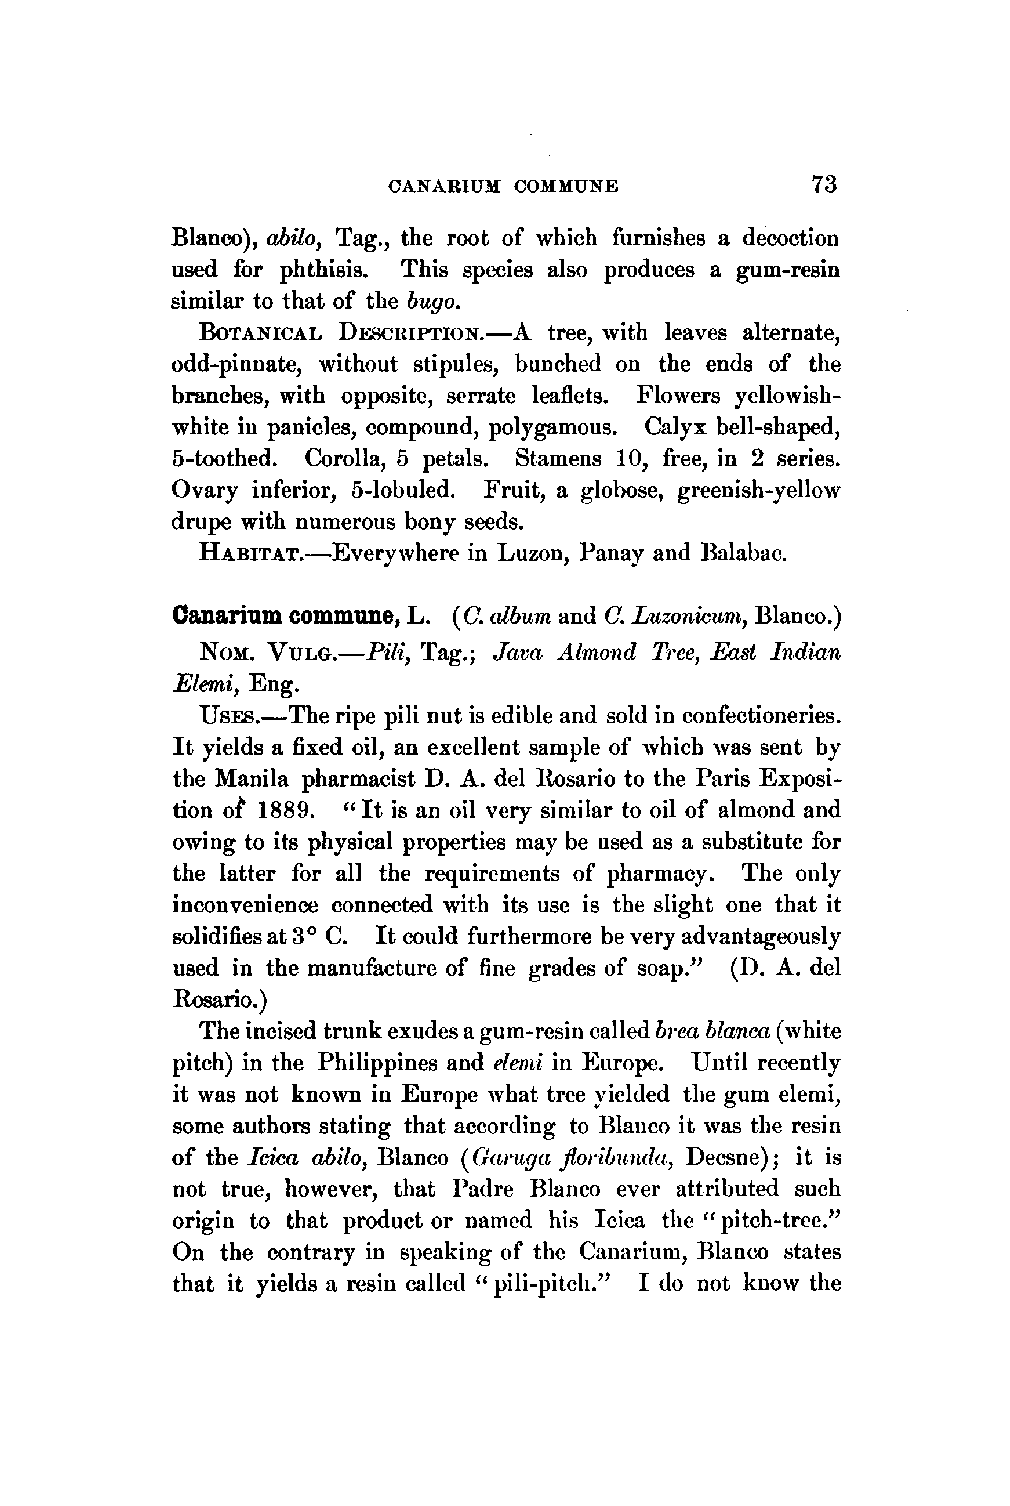 CANARIUM COMMUNE 73
Blanco), abilo, Tag., the root of which furnishes a decoction
used for phthisis. This species also produces a gum-resin
similar to that of the bugo.
BOTANICAL DESCRIPTION.—A tree, with leaves alternate,
odd-pinnate, without stipules, bunched on the ends of the
branches, with opposite, serrate leaflets. Flowers yellowish-
white in panicles, compound, polygamous. Calyx bell-shaped,
5-toothed. Corolla, 5 petals. Stamens 10, free, in 2 series.
Ovary inferior, 5-lobuled. Fruit, a globose, greenish-yellow
drupe with numerous bony seeds.
HABITAT.—Everywhere in Luzon, Panay and Balabac.
Canarium commune, L. (C. album and C. Luzonicum, Blanco.)
NOM. VULG.—Pili, Tag.; Java Almond Tree, East Indian
Elemi, Eng.
USES.—The ripe pili nut is edible and sold in confectioneries.
It yields a fixed oil, an excellent sample of which was sent by
the Manila pharmacist D. A. del Rosario to the Paris Exposi-
tion of 1889. “It is an oil very similar to oil of almond and
owing to its physical properties may be used as a substitute for
the latter for all the requirements of pharmacy. The only
inconvenience connected with its use is the slight one that it
solidifies at 3° C. It could furthermore be very advantageously
used in the manufacture of fine grades of soap.” (D. A. del
Rosario.)
The incised trunk exudes a gum-resin called brea blanca (white
pitch) in the Philippines and elemi in Europe. Until recently
it was not known in Europe what tree yielded the gum elemi,
some authors stating that according to Blanco it was the resin
of the Icica abilo, Blanco (Garuga floribunda, Decsne); it is
not true, however, that Padre Blanco ever attributed such
origin to that product or named his Icica the “pitch-tree.”
On the contrary in speaking of the Canarium, Blanco states
that it yields a resin called “pili-pitch.” I do not know the